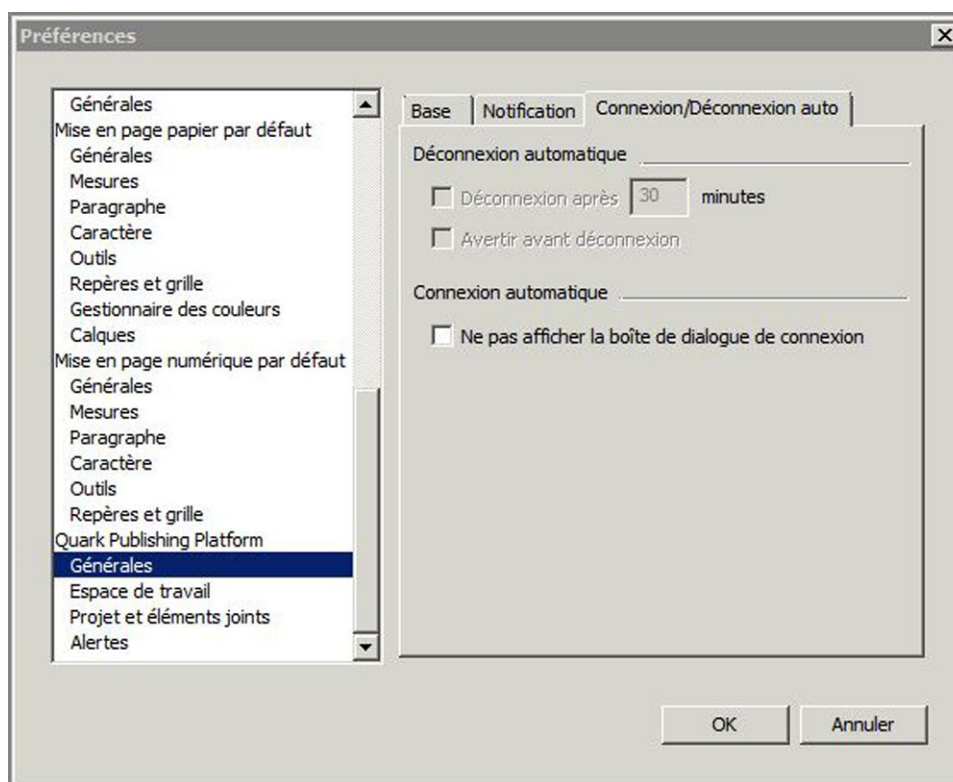 Préférences
Générales
Mise en page papier par défaut
Générales
Mesures
Paragraphe
Caractère
Outils
Repères et grille
Gestionnaire des couleurs
Calques
Mise en page numérique par défaut
Générales
Mesures
Paragraphe
Caractère
Outils
Repères et grille
Quark Publishing Platform
Générales
Espace de travail
Projet et éléments joints
Alertes
Base Notification Connexion/Déconnexion auto
Déconnexion automatique
Déconnexion après 30 minutes
Avertir avant déconnexion
Connexion automatique
Ne pas afficher la boîte de dialogue de connexion
OK Annuler